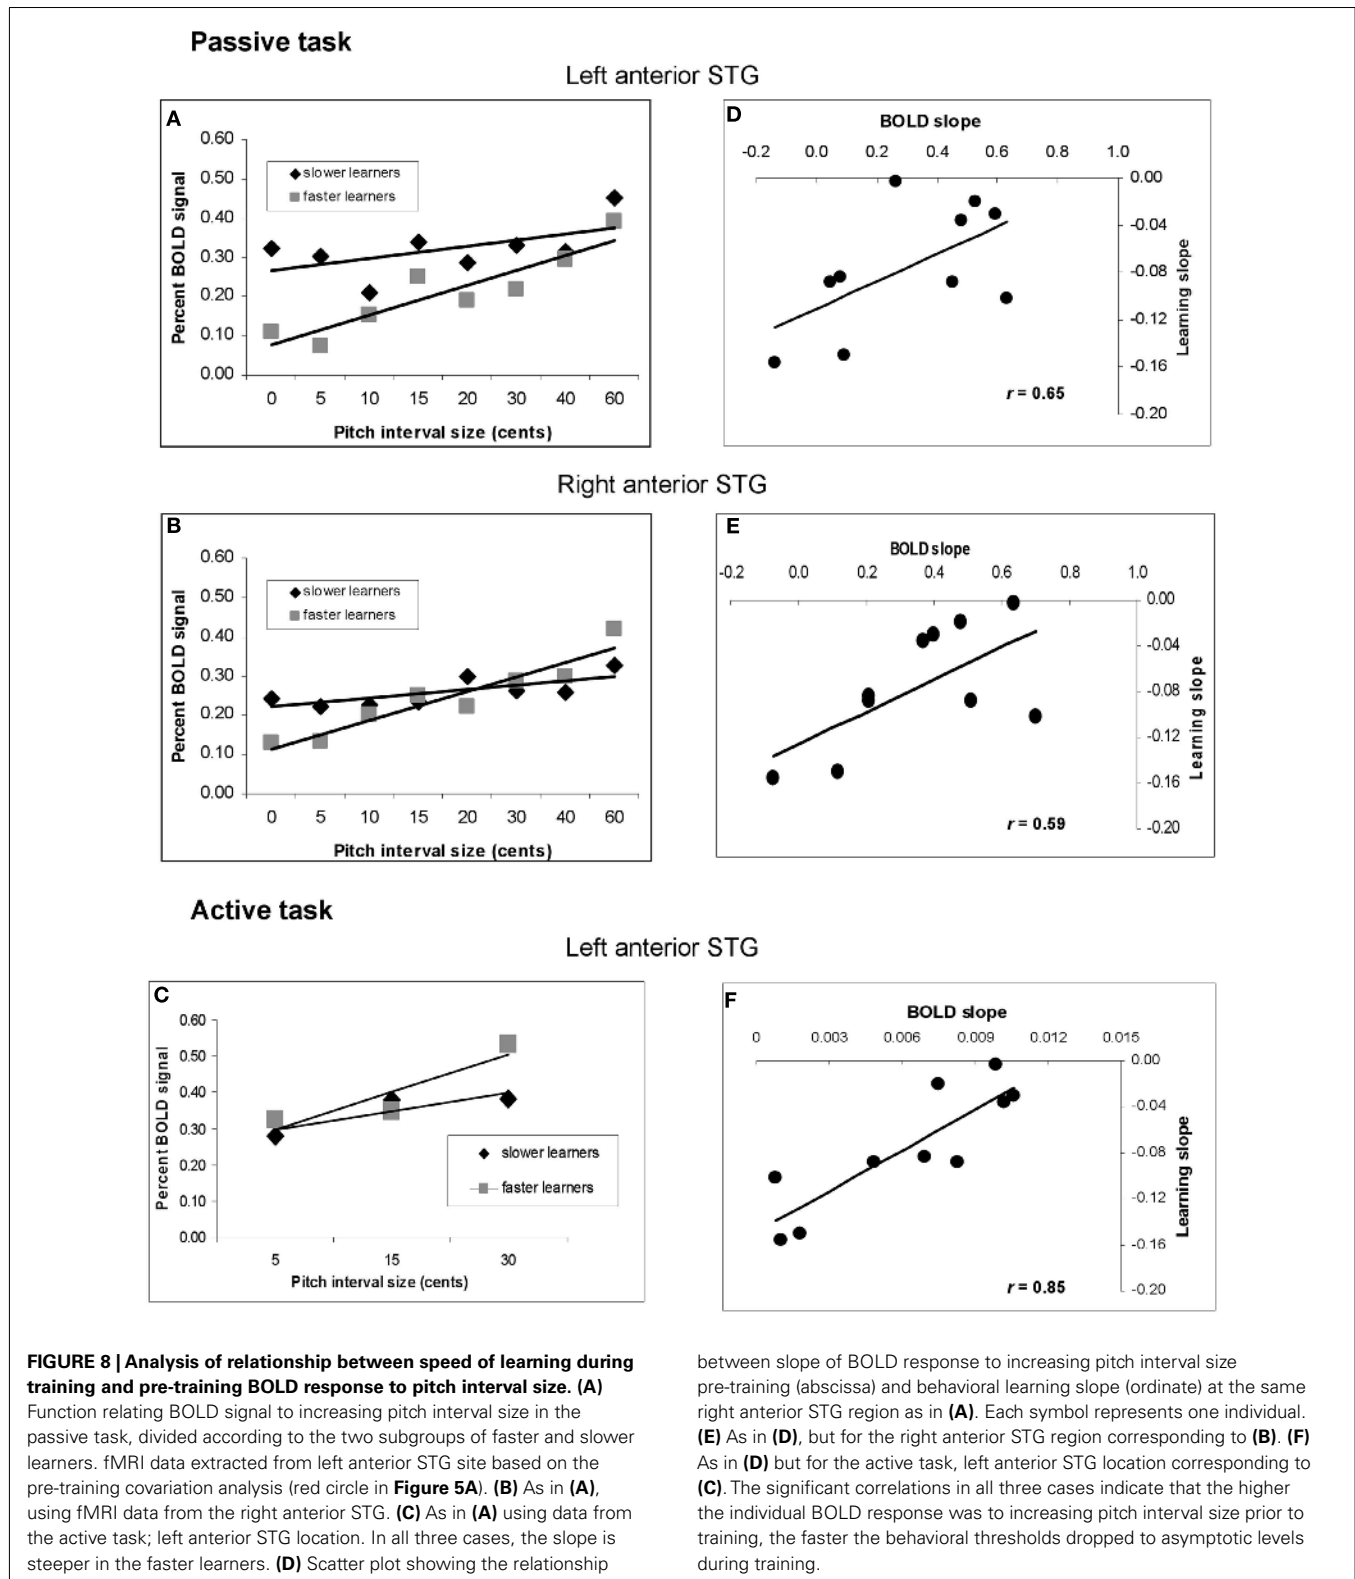 Passive task
Left anterior STG
A
0.60
0.50
0.40
0.30
0.20
0.10
0.00
Percent BOLD signal
slower learners
faster learners
0 5 10 15 20 30 40 60
Pitch interval size (cents)
D
BOLD slope
-0.2 0.0 0.2 0.4 0.6 0.8 1.0
0.00
-0.04
-0.08
-0.12
-0.16
-0.20
Learning slope
r = 0.65
Right anterior STG
B
0.60
0.50
0.40
0.30
0.20
0.10
0.00
Percent BOLD signal
slower learners
faster learners
0 5 10 15 20 30 40 60
Pitch interval size (cents)
E
BOLD slope
-0.2 0.0 0.2 0.4 0.6 0.8 1.0
0.00
-0.04
-0.08
-0.12
-0.16
-0.20
Learning slope
r = 0.59
Active task
Left anterior STG
C
0.60
0.50
0.40
0.30
0.20
0.10
0.00
Percent BOLD signal
slower learners
faster learners
5 15 30
Pitch interval size (cents)
F
BOLD slope
0 0.003 0.006 0.009 0.012 0.015
0.00
-0.04
-0.08
-0.12
-0.16
-0.20
Learning slope
r = 0.85
FIGURE 8 | Analysis of relationship between speed of learning during
training and pre-training BOLD response to pitch interval size. (A)
Function relating BOLD signal to increasing pitch interval size in the
passive task, divided according to the two subgroups of faster and slower
learners. fMRI data extracted from left anterior STG site based on the
pre-training covariation analysis (red circle in Figure 5A). (B) As in (A),
using fMRI data from the right anterior STG. (C) As in (A) using data from
the active task; left anterior STG location. In all three cases, the slope is
steeper in the faster learners. (D) Scatter plot showing the relationship
between slope of BOLD response to increasing pitch interval size
pre-training (abscissa) and behavioral learning slope (ordinate) at the same
right anterior STG region as in (A). Each symbol represents one individual.
(E) As in (D), but for the right anterior STG region corresponding to (B). (F)
As in (D) but for the active task, left anterior STG location corresponding to
(C). The significant correlations in all three cases indicate that the higher
the individual BOLD response was to increasing pitch interval size prior to
training, the faster the behavioral thresholds dropped to asymptotic levels
during training.